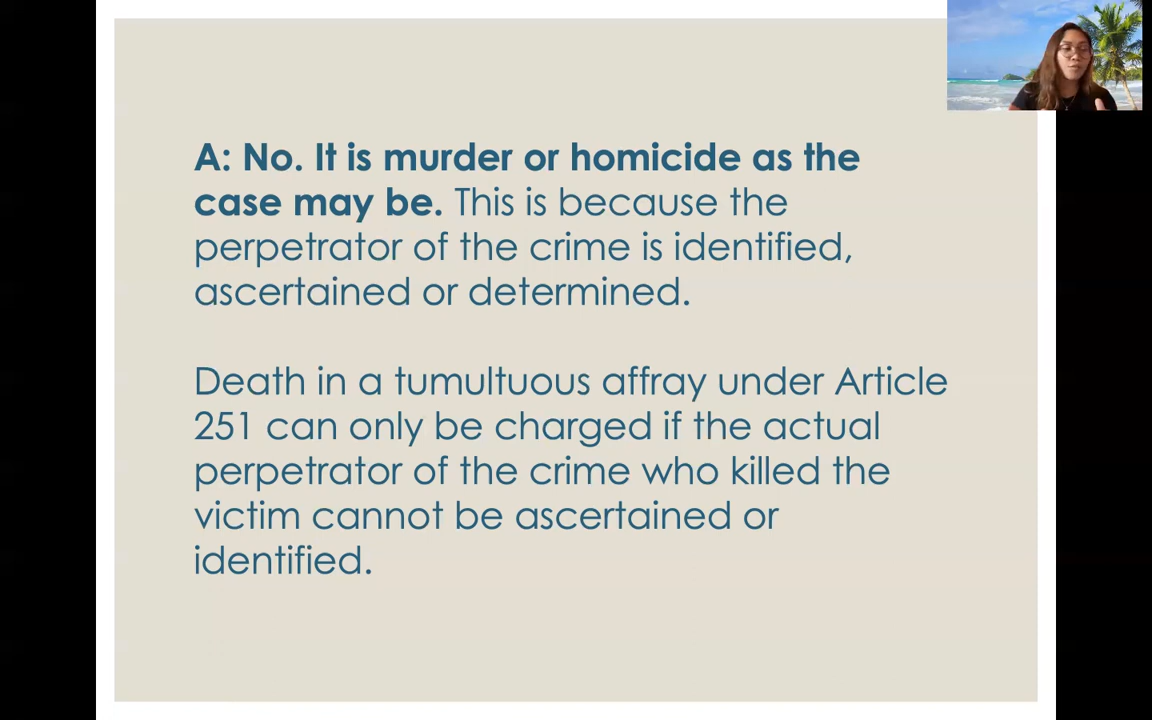 A: No. It is murder or homicide as the
case may be. This is because the
perpetrator of the crime is identified,
ascertained or determined.
Death in a tumultuous affray under Article
251 can only be charged if the actual
perpetrator of the crime who killed the
victim cannot be ascertained or
identified.